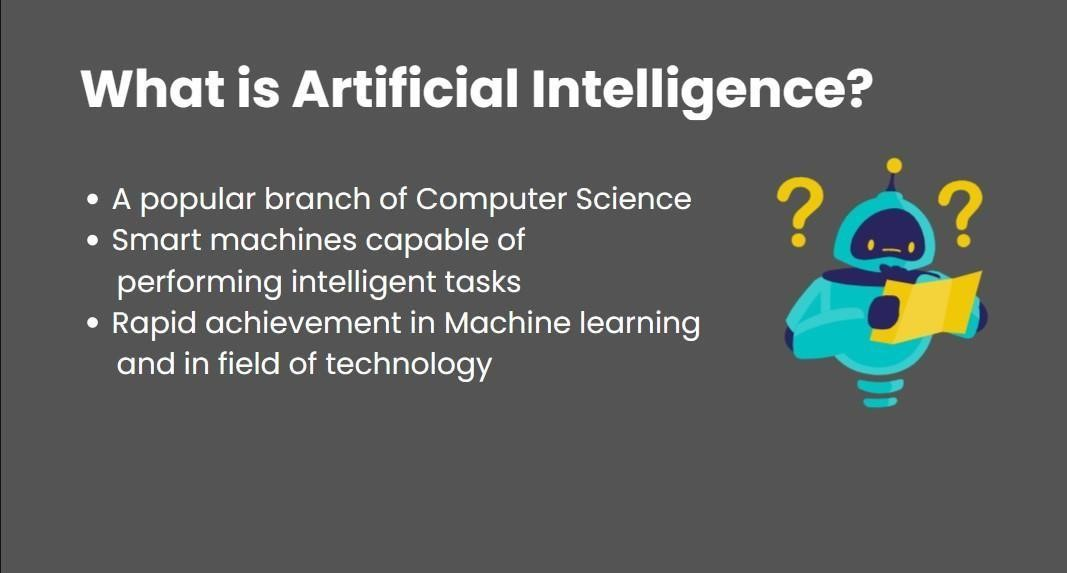 What is Artificial Intelligence?
• A popular branch of Computer Science
• Smart machines capable of
performing intelligent tasks
• Rapid achievement in Machine learning
and in field of technology
? ?